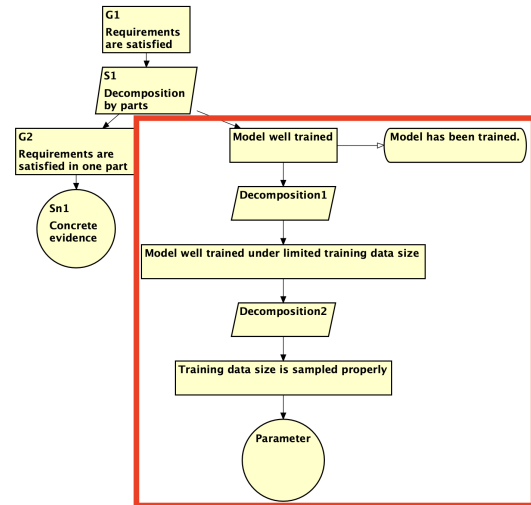 G1
Requirements
are satisfied
S1
Decomposition
by parts
G2
Requirements are
satisfied in one part
Sn1
Concrete
evidence
Model well trained
Model has been trained.
Decomposition1
Model well trained under limited training data size
Decomposition2
Training data size is sampled properly
Parameter